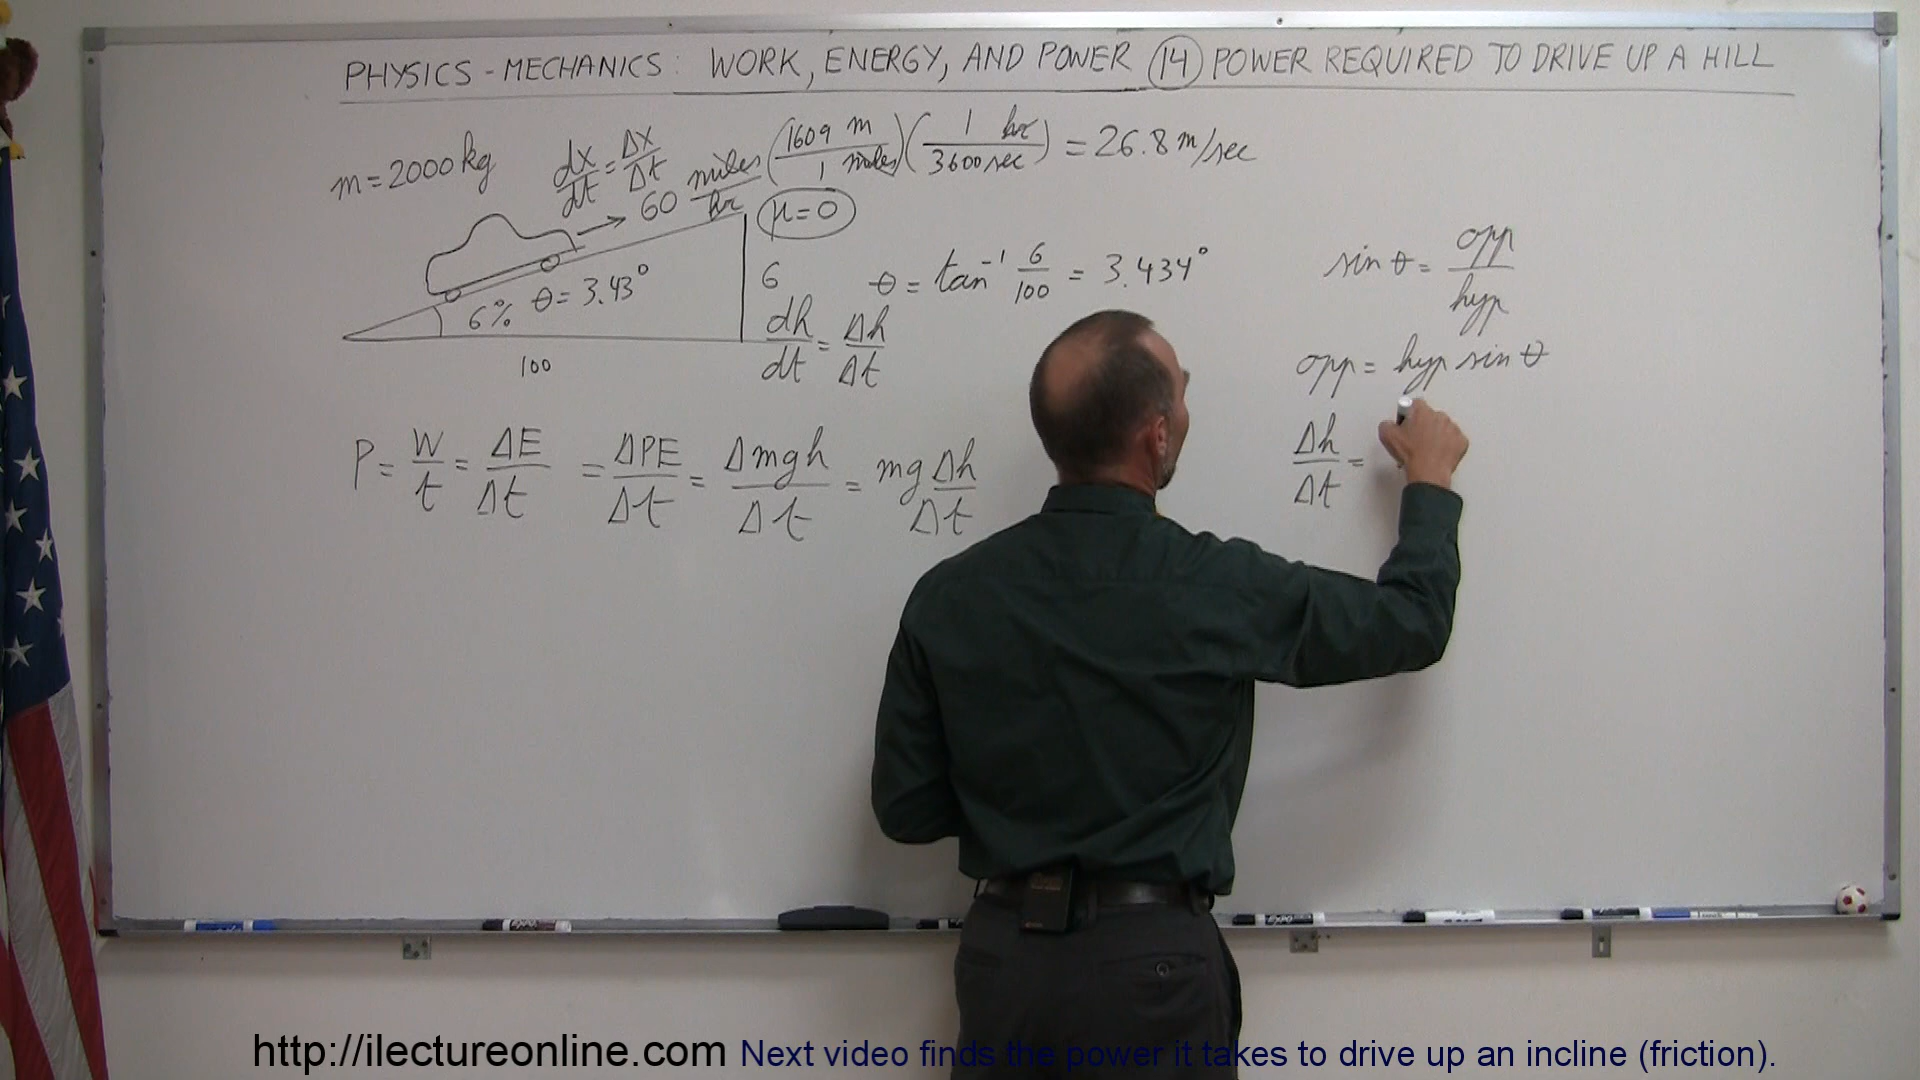 PHYSICS - MECHANICS: WORK, ENERGY, AND POWER (14) POWER REQUIRED TO DRIVE UP A HILL
m = 2000 kg
dx/dt = Δx/Δt
60 miles/hr (1609 m / 1 miles)(1 hr / 3600 sec) = 26.8 m/sec
μ = 0
6% θ = 3.43°
100
6
θ = tan⁻¹ 6/100 = 3.434°
dh/dt = Δh/Δt
sin θ = opp/hyp
opp = hyp sin θ
Δh/Δt =
P = W/t = ΔE/Δt = ΔPE/Δt = Δmgh/Δt = mg Δh/Δt
EXPO
http://ilectureonline.com Next video finds the power it takes to drive up an incline (friction).